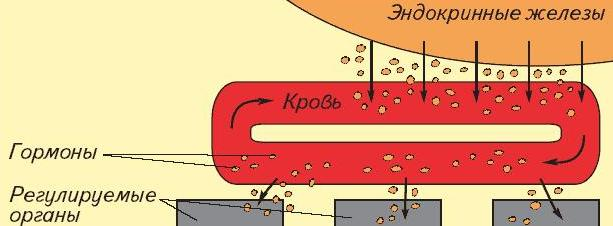 Эндокринные железы
Кровь
Гормоны
Регулируемые
органы